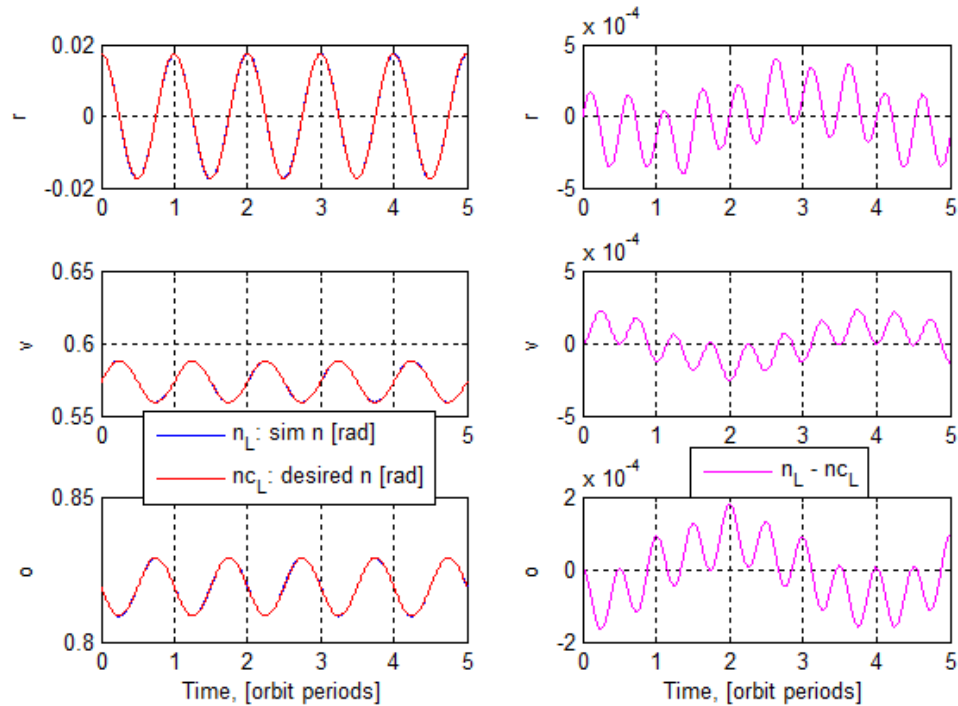 0.02
0
-0.02
r
0 1 2 3 4 5
x 10^-4
5
0
-5
r
0 1 2 3 4 5
0.65
0.6
0.55
v
0 1 2 3 4 5
x 10^-4
5
0
-5
v
0 1 2 3 4 5
n_L: sim n [rad]
nc_L: desired n [rad]
n_L - nc_L
0.85
0.8
o
0 1 2 3 4 5
Time, [orbit periods]
x 10^-4
2
0
-2
o
0 1 2 3 4 5
Time, [orbit periods]